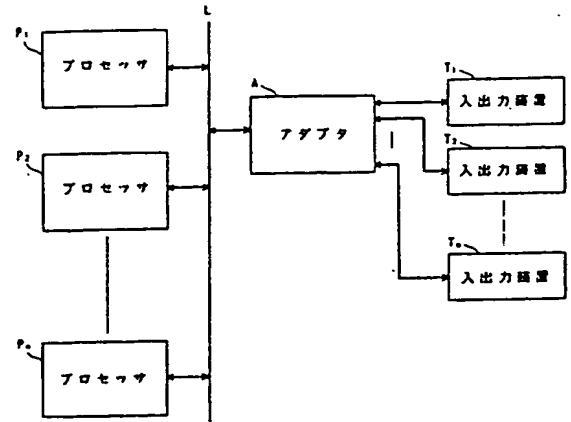 L
P₁
プロセッサ
A
アダプタ
T₁
入出力装置
P₂
プロセッサ
T₂
入出力装置
Tₙ
入出力装置
Pₙ
プロセッサ